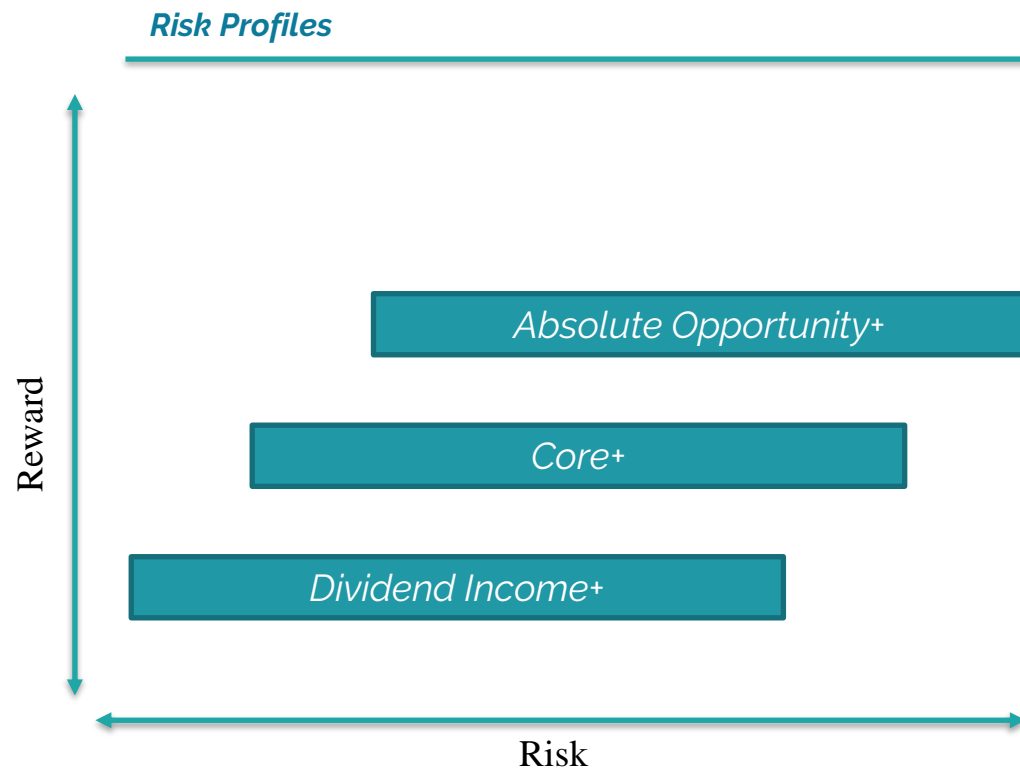 Risk Profiles
Absolute Opportunity+
Core+
Dividend Income+
Reward
Risk